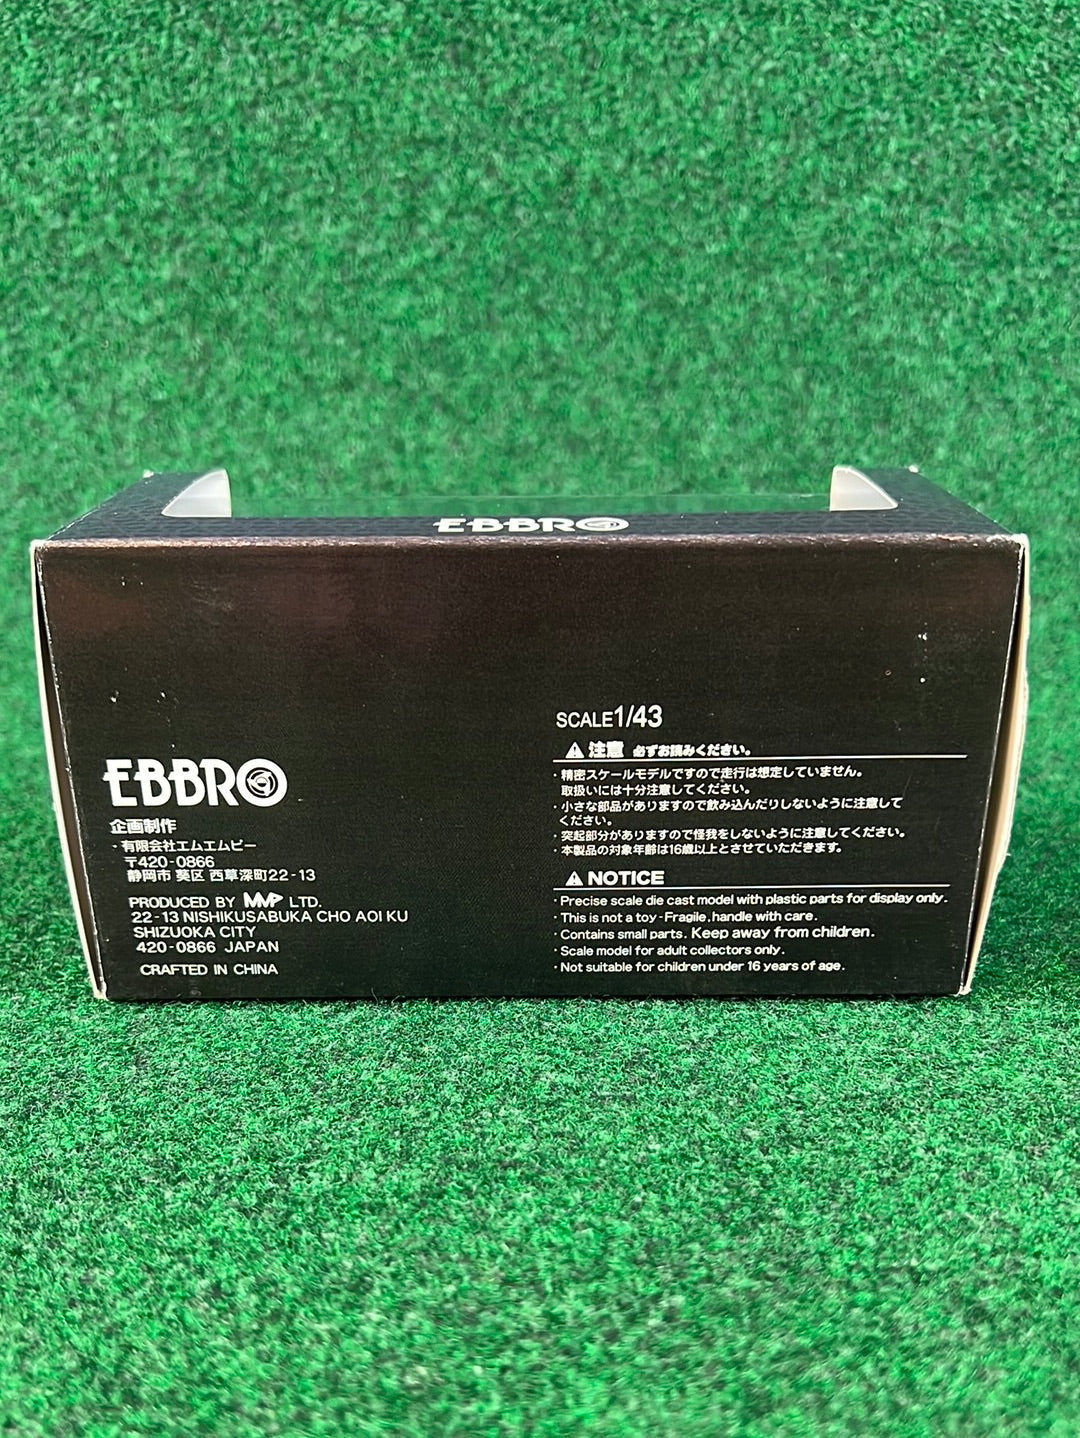 EBBRO
EBBRO
企画制作
・有限会社エムエムピー
〒420-0866
静岡市 葵区 西草深町22-13
PRODUCED BY MMP LTD.
22-13 NISHIKUSABUKA CHO AOI KU
SHIZUOKA CITY
420-0866 JAPAN
CRAFTED IN CHINA
SCALE1/43
⚠ 注意 必ずお読みください。
・精密スケールモデルですので走行は想定していません。
取扱いには十分注意してください。
・小さな部品がありますので飲み込んだりしないように注意して
ください。
・突起部分がありますので怪我をしないように注意してください。
・本製品の対象年齢は16歳以上とさせていただきます。
⚠ NOTICE
・Precise scale die cast model with plastic parts for display only.
・This is not a toy - Fragile, handle with care.
・Contains small parts. Keep away from children.
・Scale model for adult collectors only.
・Not suitable for children under 16 years of age.